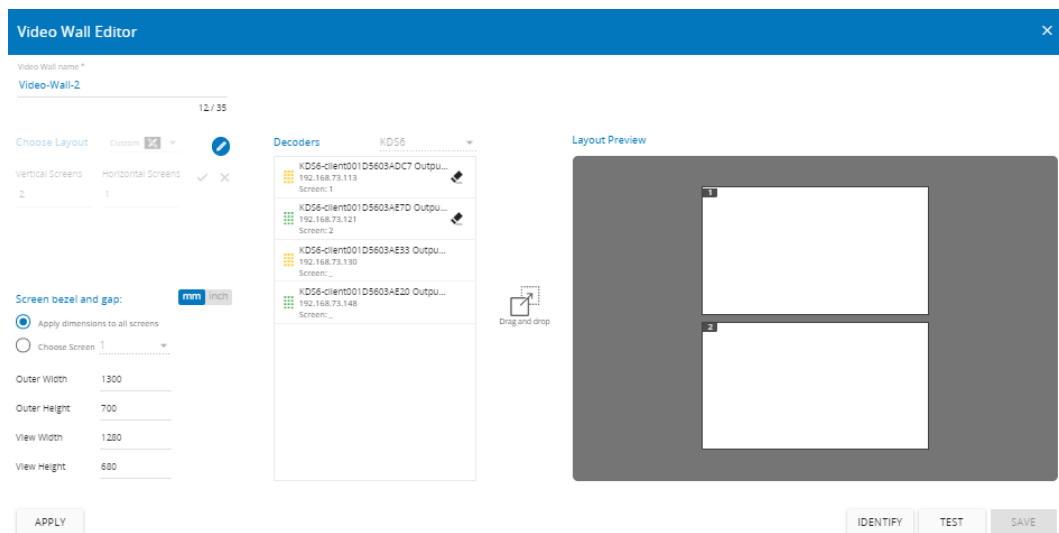 Video Wall Editor
Video Wall name *
Video-Wall-2
12 / 35
Choose Layout Custom
Vertical Screens Horizontal Screens
2 1
Screen bezel and gap: mm inch
Apply dimensions to all screens
Choose Screen 1
Outer Width 1300
Outer Height 700
View Width 1280
View Height 680
APPLY
Decoders KDS6
KDS6-client001D5603ADC7 Outpu...
192.168.73.113
Screen: 1
KDS6-client001D5603AE7D Outpu...
192.168.73.121
Screen: 2
KDS6-client001D5603AE33 Outpu...
192.168.73.130
Screen: _
KDS6-client001D5603AE20 Outpu...
192.168.73.148
Screen: _
Drag and drop
Layout Preview
1
2
IDENTIFY TEST SAVE